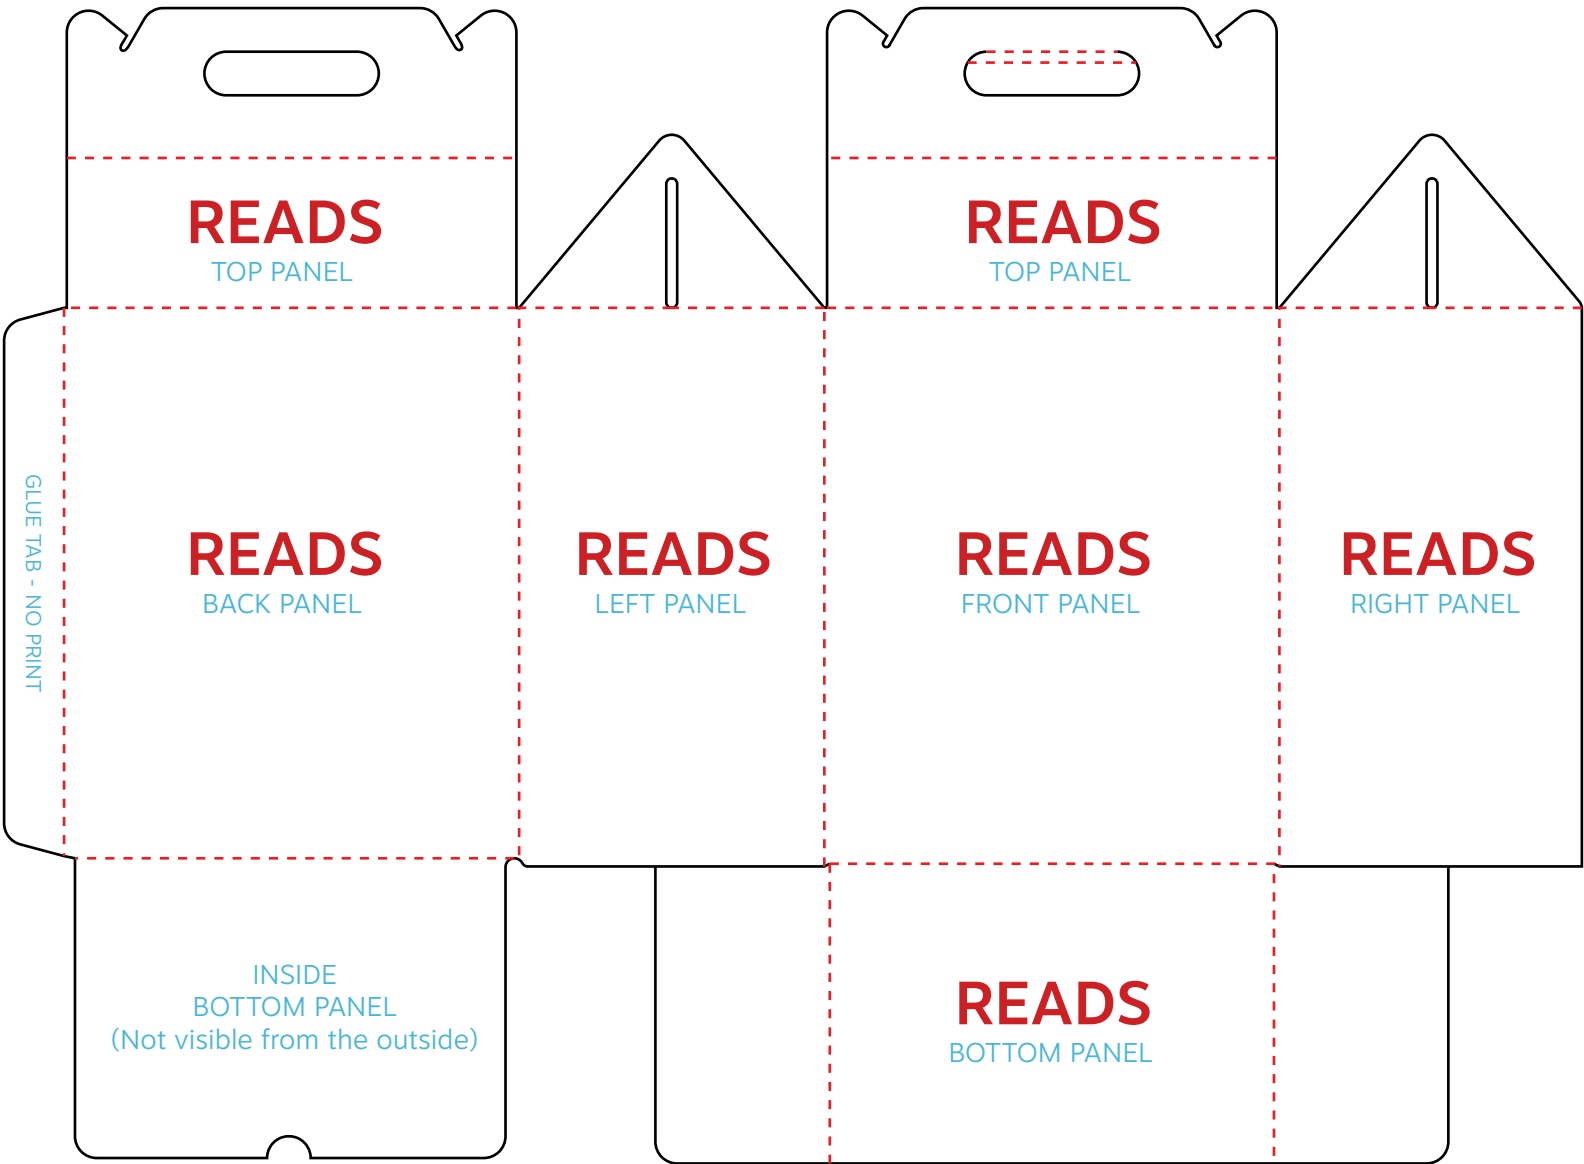 READS
TOP PANEL
READS
TOP PANEL
GLUE TAB - NO PRINT
READS
BACK PANEL
READS
LEFT PANEL
READS
FRONT PANEL
READS
RIGHT PANEL
INSIDE
BOTTOM PANEL
(Not visible from the outside)
READS
BOTTOM PANEL